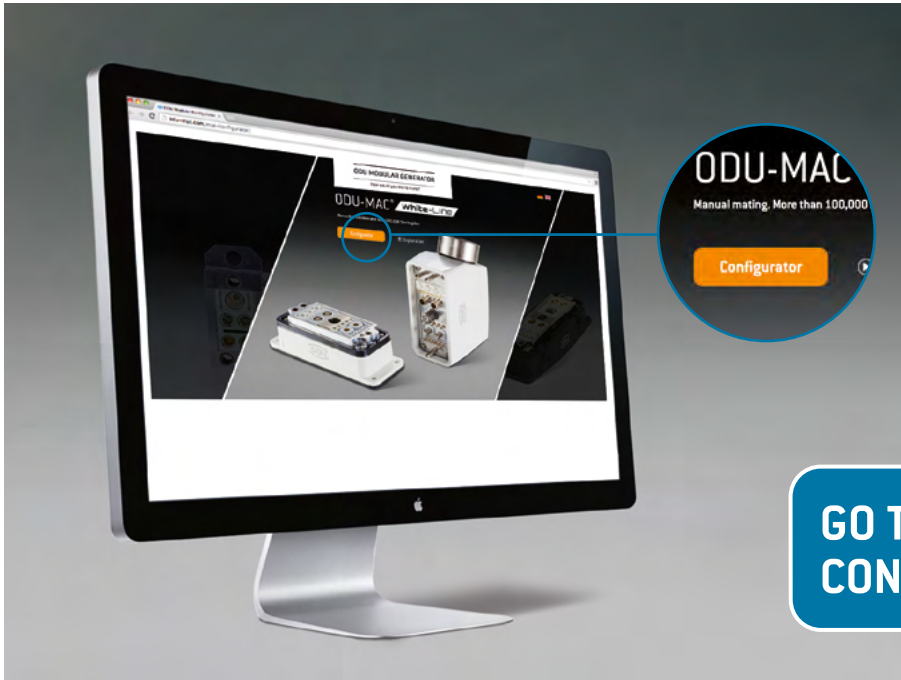 ODU MODULAR GENERATOR
ODU-MAC® White-Line
Configurator
ODU-MAC
Manual mating. More than 100,000
Configurator
GO T
CON